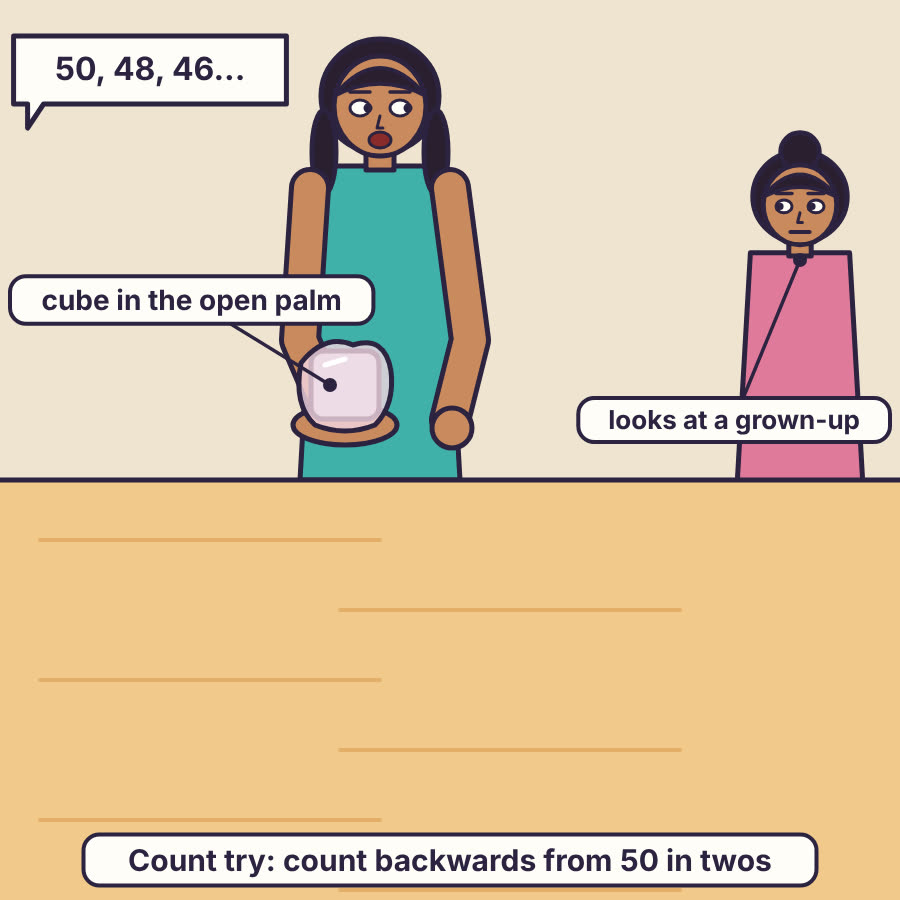 50, 48, 46...
cube in the open palm
looks at a grown-up
Count try: count backwards from 50 in twos